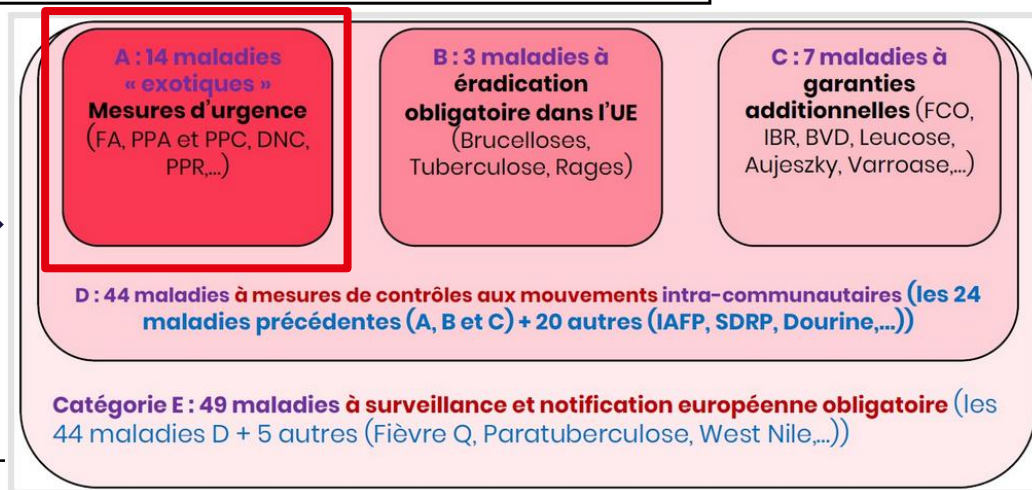 A : 14 maladies
« exotiques »
Mesures d’urgence
(FA, PPA et PPC, DNC,
PPR,...)
B : 3 maladies à
éradication
obligatoire dans l’UE
(Brucelloses,
Tuberculose, Rages)
C : 7 maladies à
garanties
additionnelles (FCO,
IBR, BVD, Leucose,
Aujeszky, Varroase,...)
D : 44 maladies à mesures de contrôles aux mouvements intra-communautaires (les 24
maladies précédentes (A, B et C) + 20 autres (IAFP, SDRP, Dourine,...))
Catégorie E : 49 maladies à surveillance et notification européenne obligatoire (les
44 maladies D + 5 autres (Fièvre Q, Paratuberculose, West Nile,...))